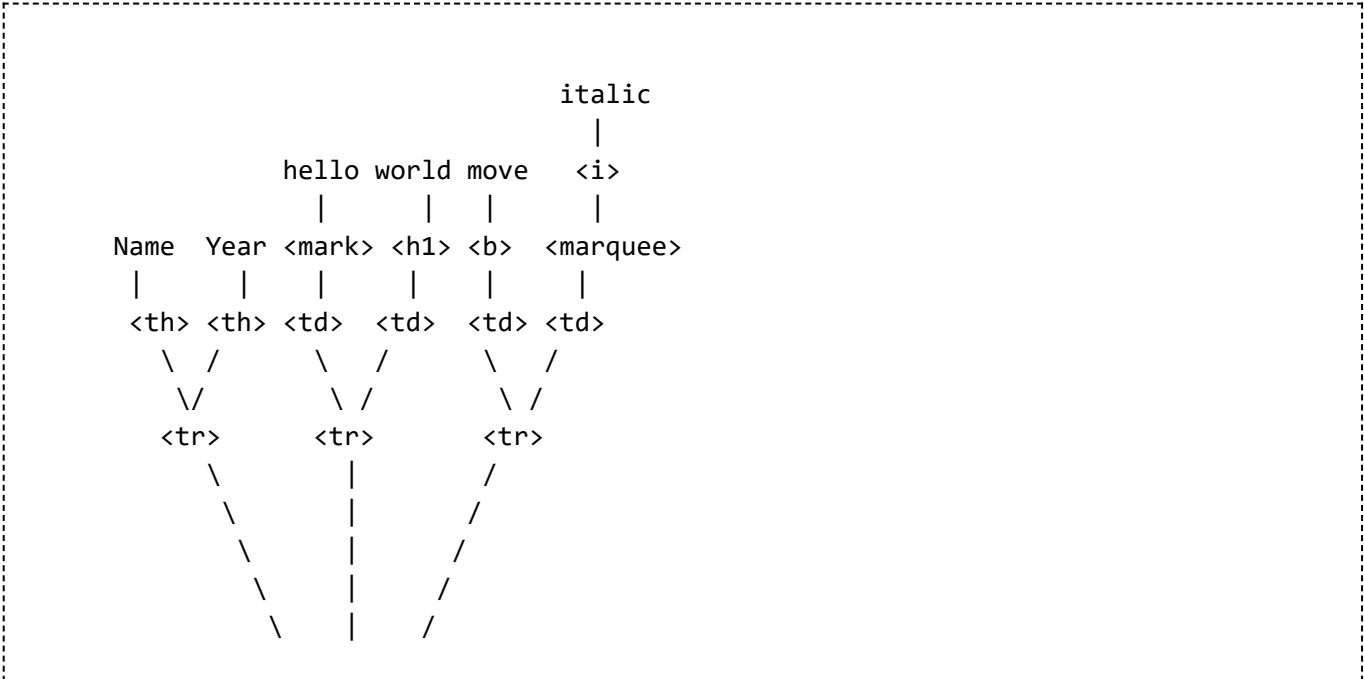 italic
|
hello world move <i>
| | | |
Name Year <mark> <h1> <b> <marquee>
| | | | | |
<th> <th> <td> <td> <td> <td>
\ / \ / \ /
\/ \ / \ /
<tr> <tr> <tr>
\ | /
\ | /
\ | /
\ | /
\ | /